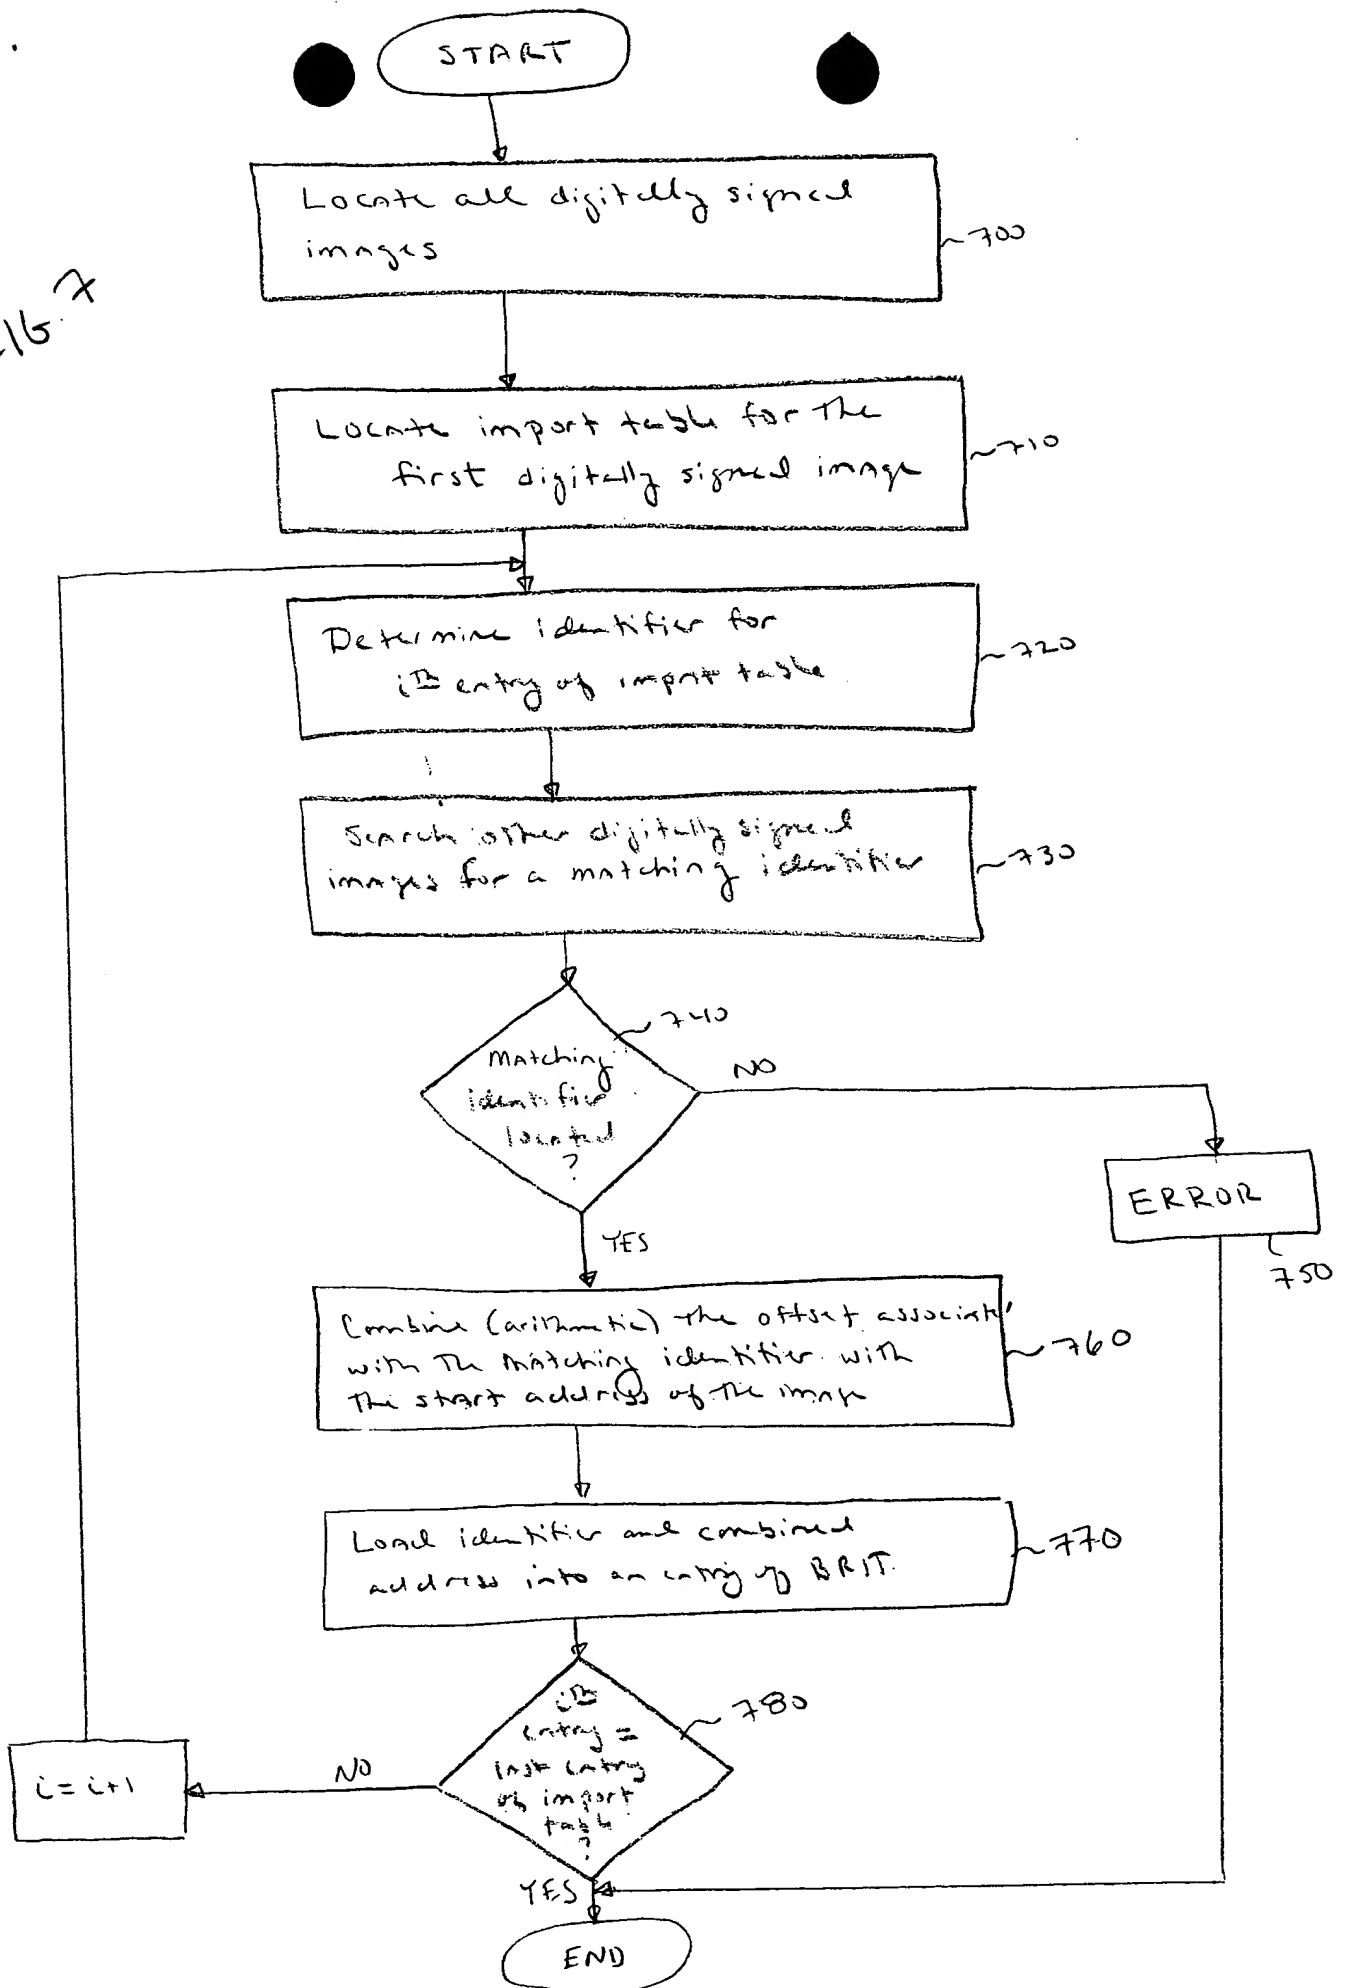 START
Locate all digitally signed
images
700
FIG. 7
Locate import table for the
first digitally signed image
710
Determine identifier for
iTh entry of import table
720
Search other digitally signed
images for a matching identifier
730
740
Matching
identifier
located
?
NO
ERROR
750
YES
Combine (arithmetic) the offset associat
with the matching identifier with
the start address of the image
760
Load identifier and combined
address into an entry of BRIT.
770
780
iTh
entry =
last entry
of import
table
?
NO
i = i+1
YES
END